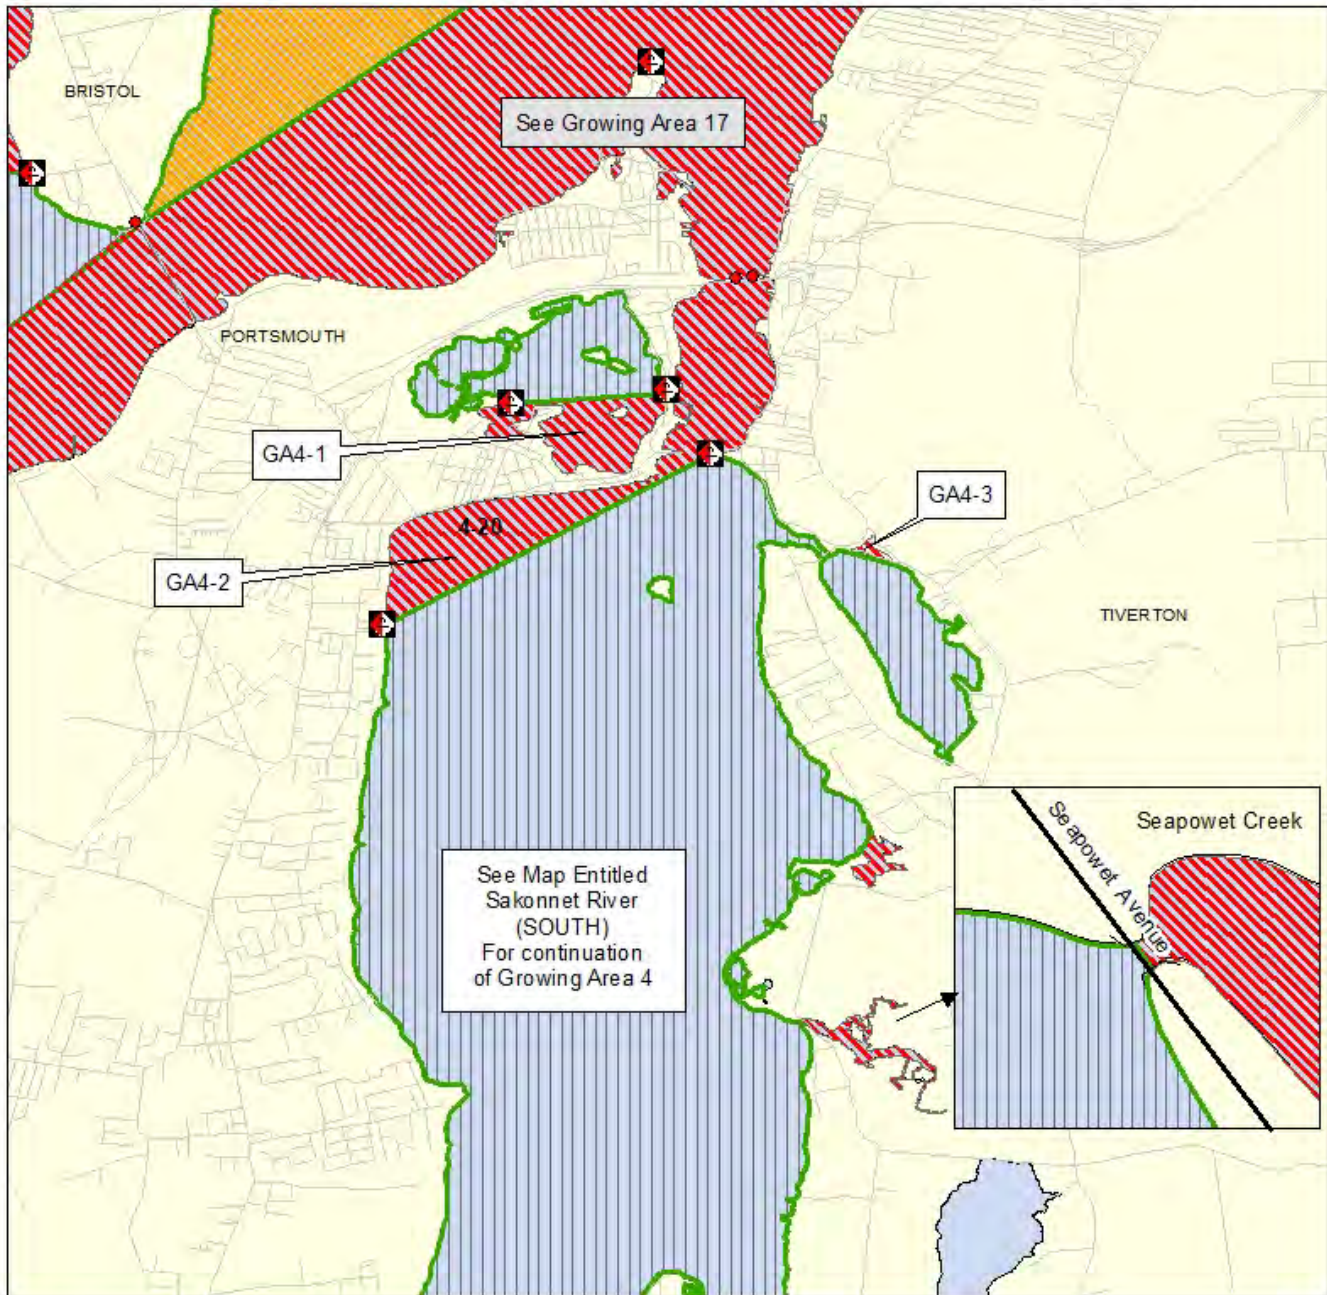 BRISTOL
See Growing Area 17
PORTSMOUTH
GA4-1
GA4-3
4-20
GA4-2
TIVERTON
Seapowet Creek
Seapowet Avenue
See Map Entitled
Sakonnet River
(SOUTH)
For continuation
of Growing Area 4